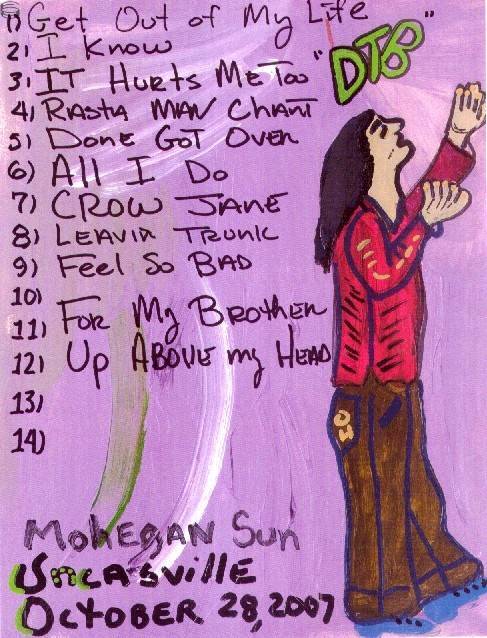 1) Get Out of My Life
2) I Know
3) IT Hurts Me Too
"DTB"
4) RASTA MAN CHANT
5) Done GoT Over
6) All I Do
7) CROW JANE
8) LEAVIN TRUNK
9) Feel So BAD
10)
11) FOR My BROTHER
12) Up ABOVE my HEAD
13)
14)
MOHEGAN SUN
UNCASVILLE
OCTOBER 28, 2007